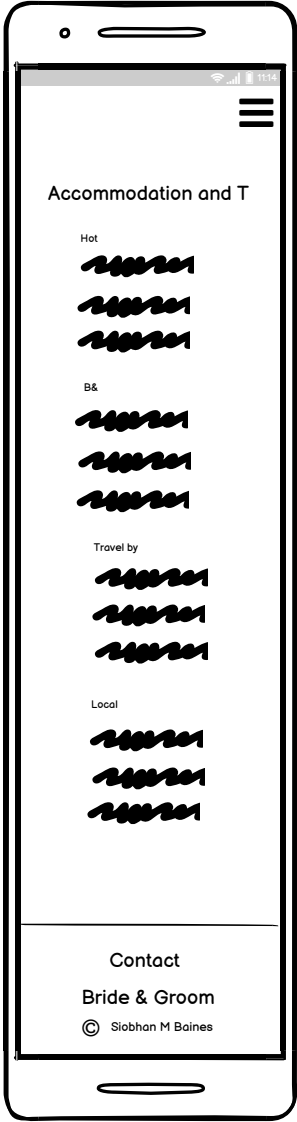 11:14
Accommodation and T
Hot
B&
Travel by
Local
Contact
Bride & Groom
© Siobhan M Baines